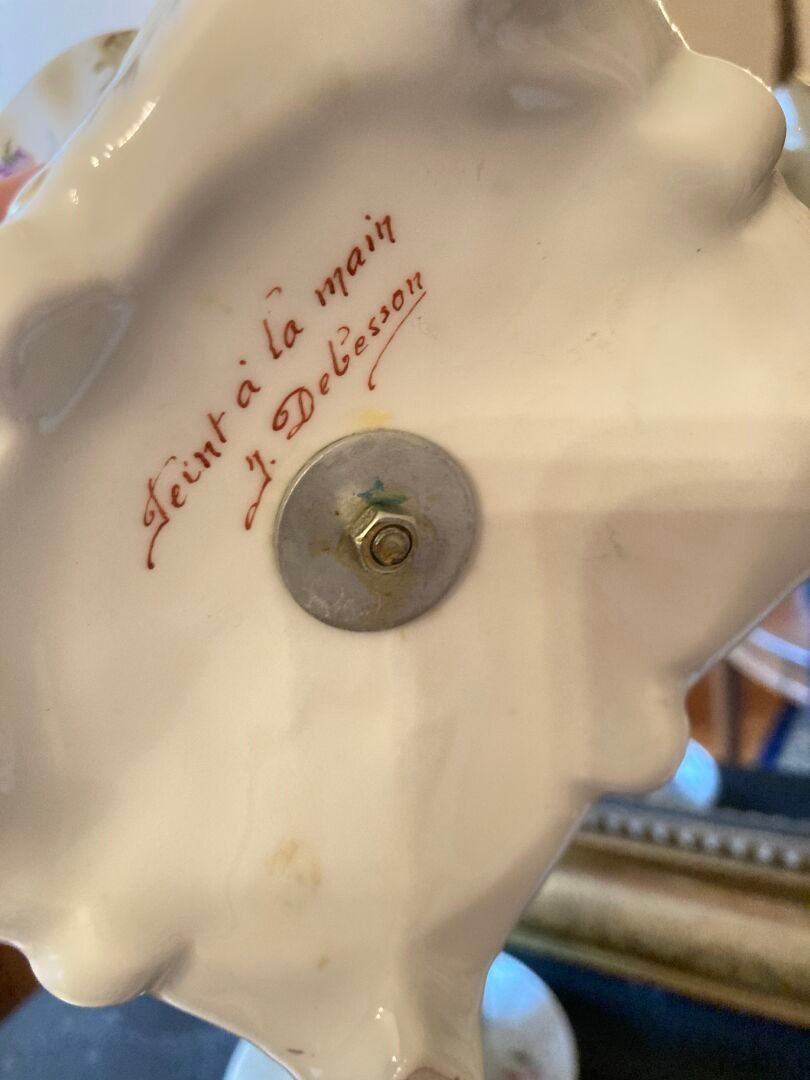 Peint à la main
J. Debesson